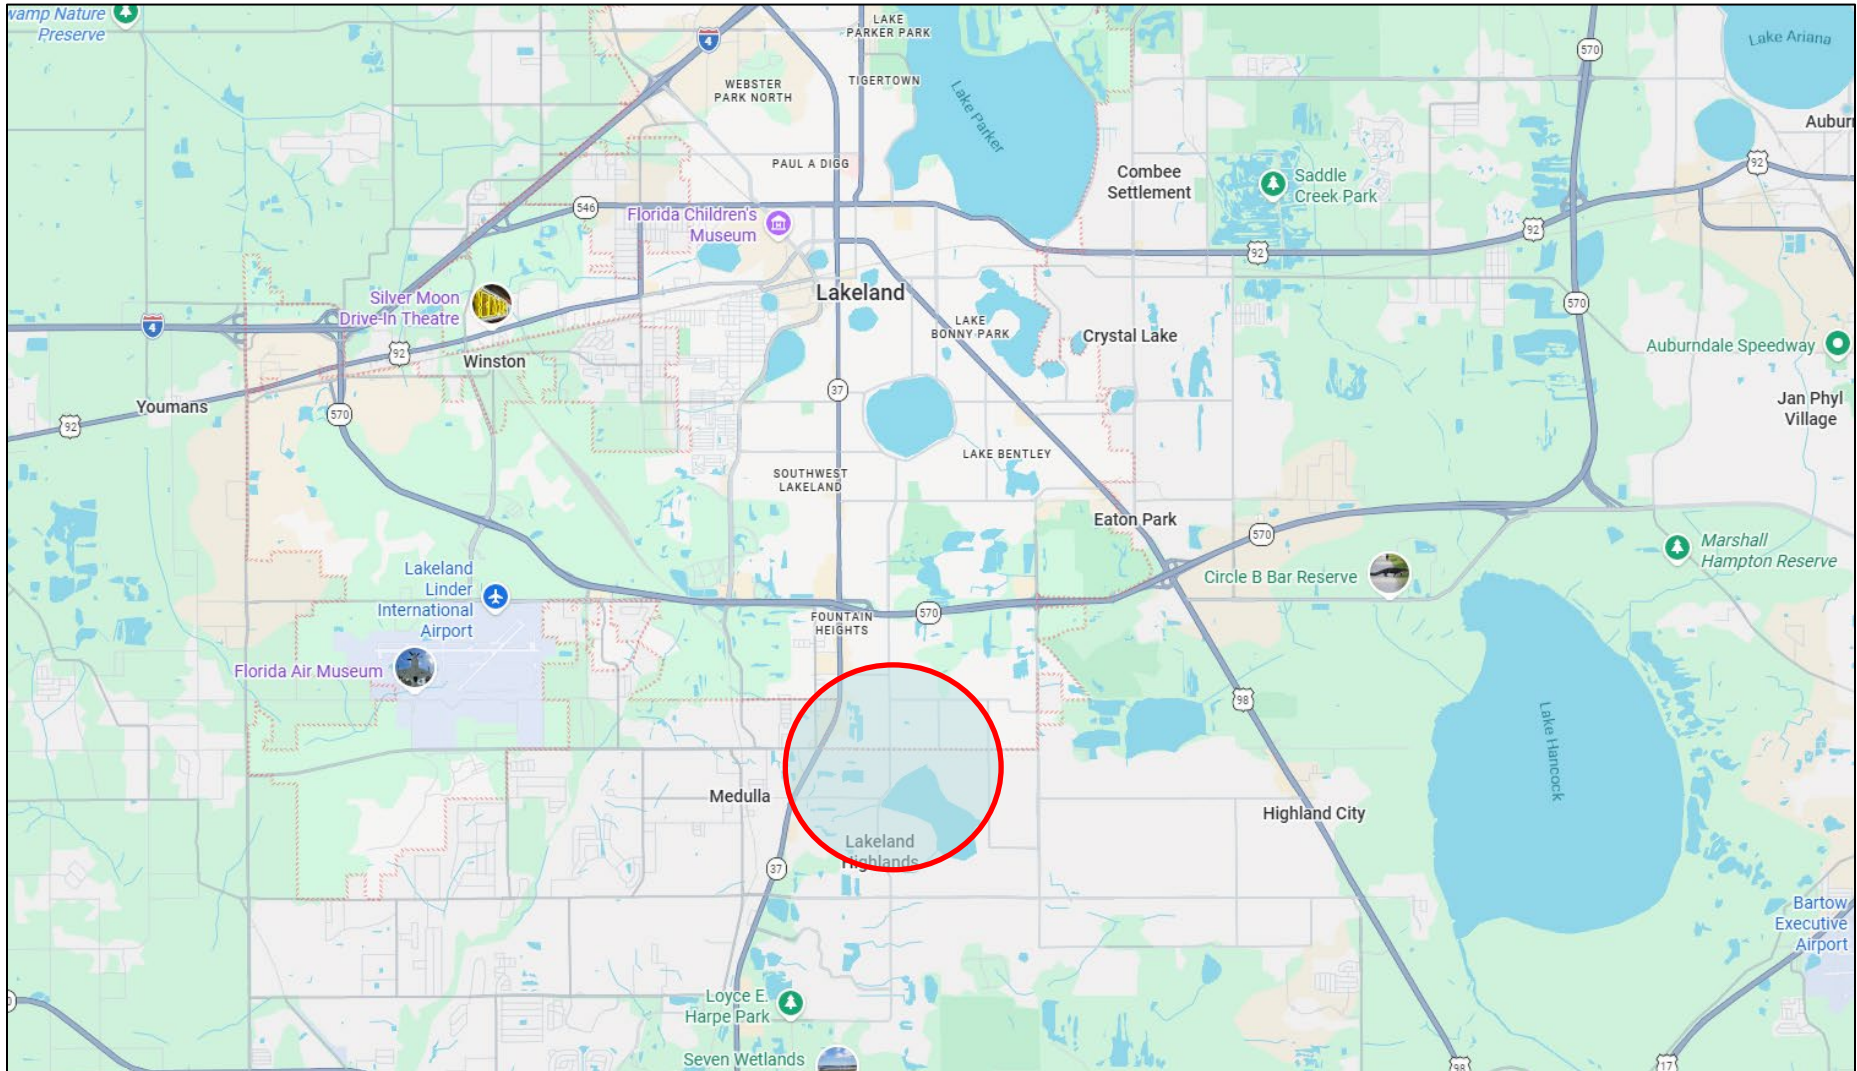 wamp Nature
Preserve
4
LAKE
PARKER PARK
570
Lake Ariana
WEBSTER
PARK NORTH
TIGERTOWN
Lake Parker
Auburn
PAUL A DIGG
Combee
Settlement
92
Saddle
Creek Park
546
Florida Children's
Museum
92
92
Silver Moon
Drive-In Theatre
Lakeland
570
4
LAKE
BONNY PARK
Crystal Lake
92
Winston
Auburndale Speedway
37
Youmans
570
Jan Phyl
Village
92
LAKE BENTLEY
SOUTHWEST
LAKELAND
Eaton Park
570
Marshall
Hampton Reserve
Lakeland
Linder
International
Airport
Circle B Bar Reserve
FOUNTAIN
HEIGHTS
570
Florida Air Museum
98
Lake Hancock
Medulla
Highland City
Lakeland
Highlands
37
Bartow
Executive
Airport
Loyce E.
Harpe Park
Seven Wetlands
98
17